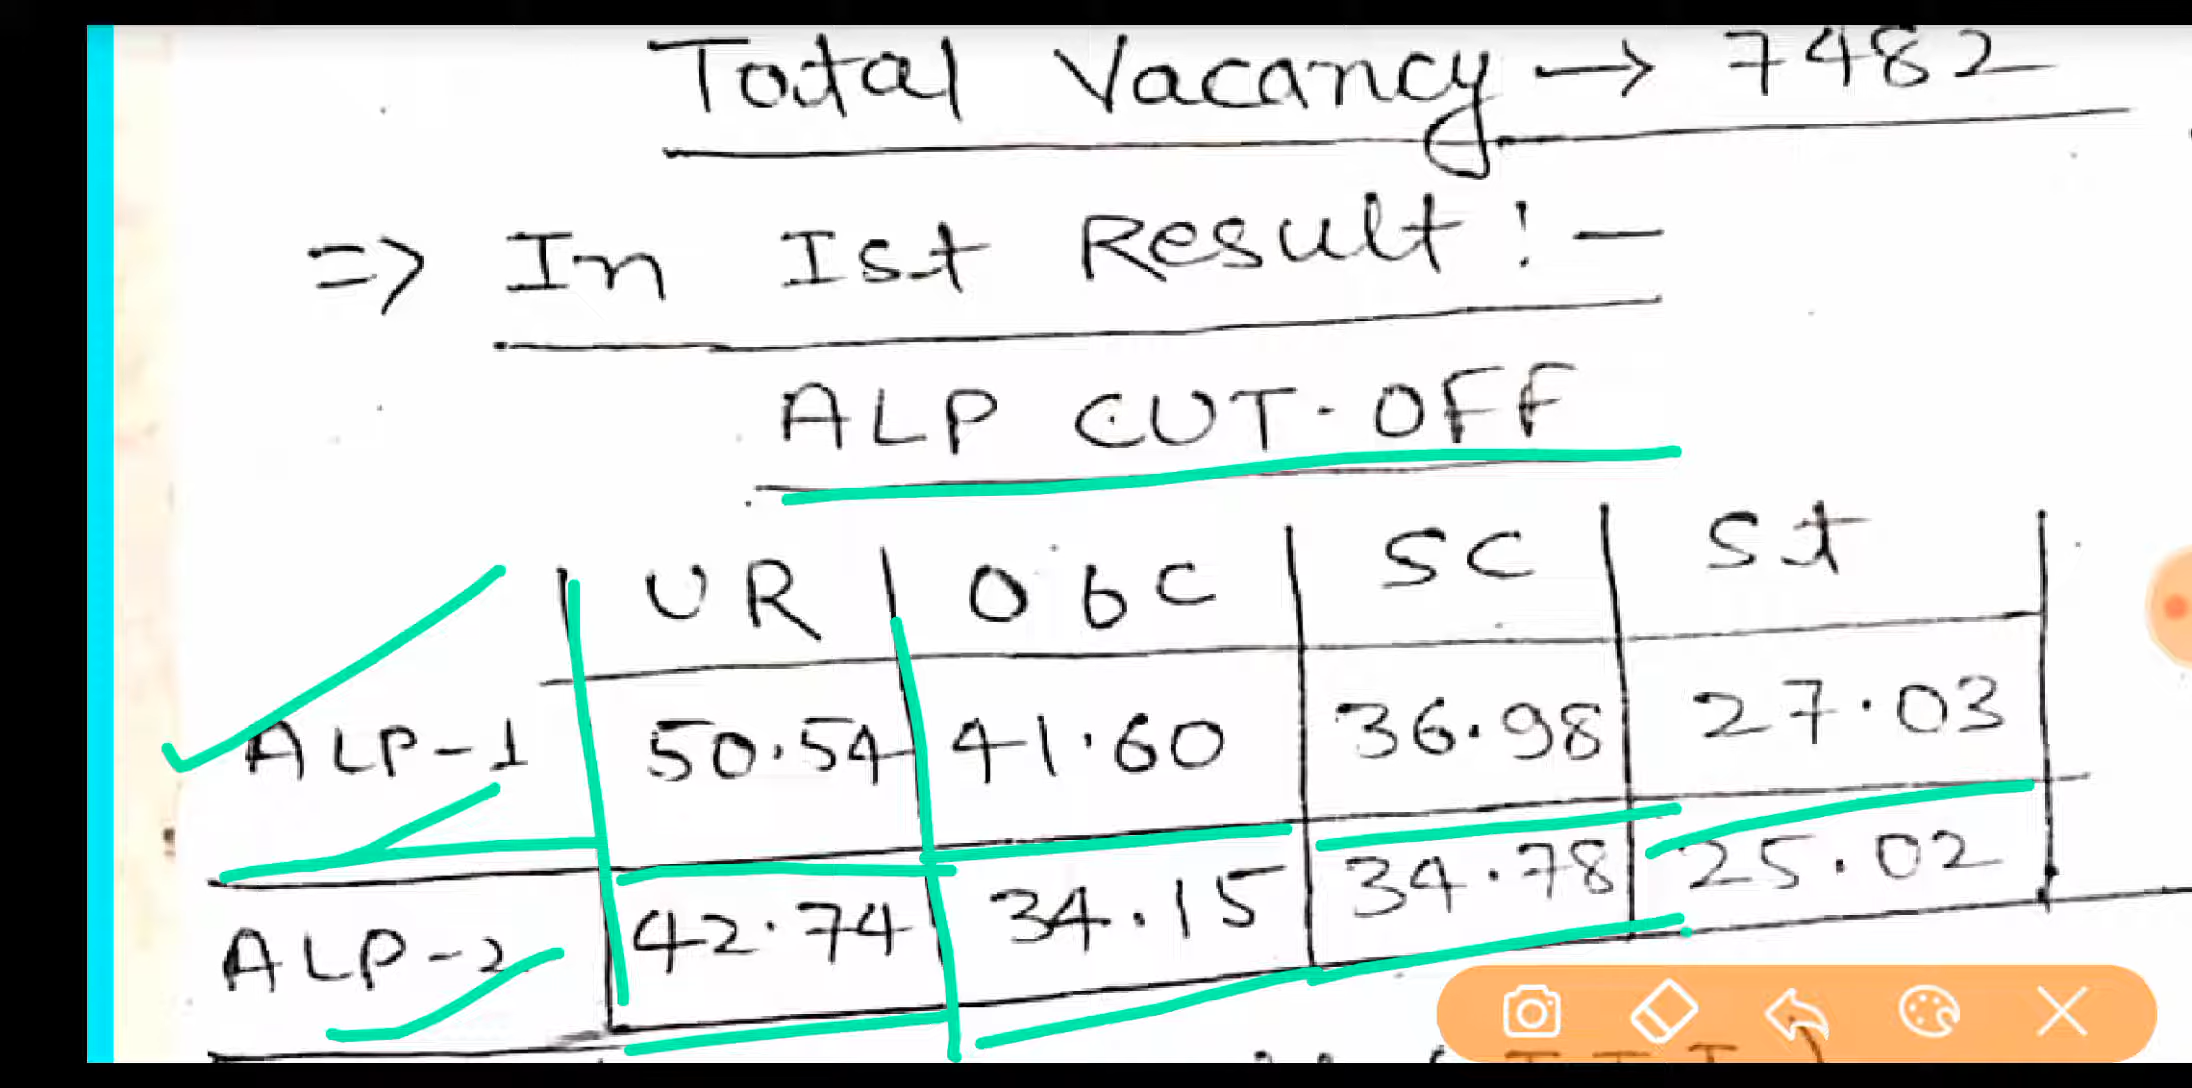 Total Vacancy → 7482
=> In Ist Result :-
ALP CUT-OFF
UR ObC SC St
ALP-1 50.54 41.60 36.98 27.03
ALP-2 42.74 34.15 34.78 25.02